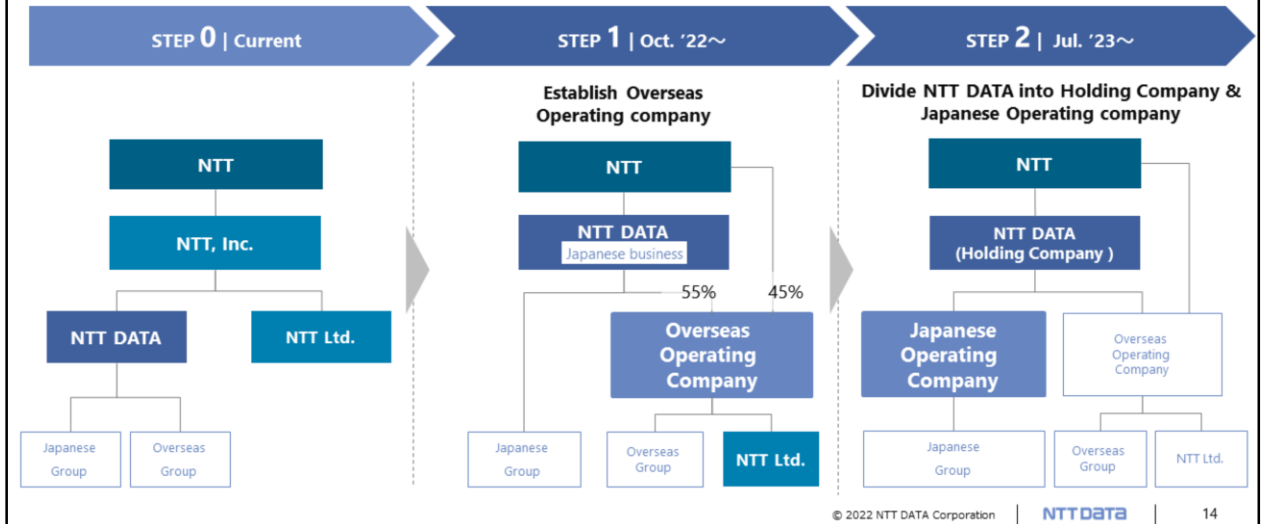 STEP 0 | Current
STEP 1 | Oct. ’22～
STEP 2 | Jul. ’23～
Establish Overseas
Operating company
Divide NTT DATA into Holding Company &
Japanese Operating company
NTT
NTT, Inc.
NTT DATA
NTT Ltd.
Japanese
Group
Overseas
Group
NTT
NTT DATA
Japanese business
55%
45%
Overseas
Operating
Company
Japanese
Group
Overseas
Group
NTT Ltd.
NTT
NTT DATA
(Holding Company )
Japanese
Operating
Company
Overseas
Operating
Company
Japanese
Group
Overseas
Group
NTT Ltd.
© 2022 NTT DATA Corporation
NTT DATA
14